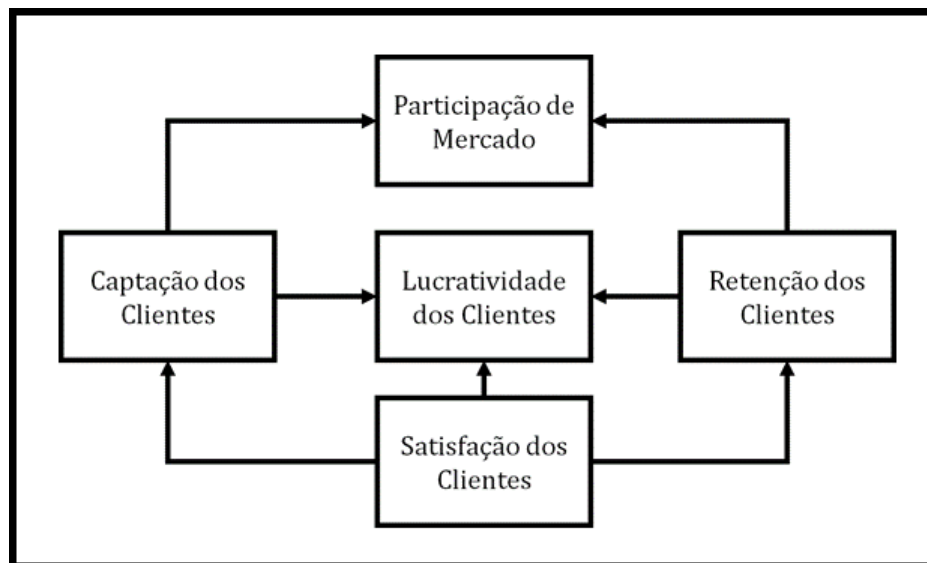 Participação de
Mercado
Captação dos
Clientes
Lucratividade
dos Clientes
Retenção dos
Clientes
Satisfação dos
Clientes